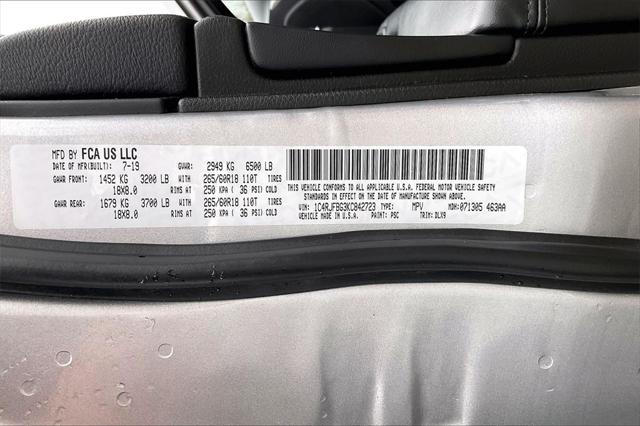 MFD BY FCA US LLC
DATE OF MFR(BUILT): 7-19 GVWR: 2949 KG 6500 LB
GAWR FRONT: 1452 KG 3200 LB WITH 265/60R18 110T TIRES
18X8.0 RIMS AT 250 KPA ( 36 PSI) COLD
GAWR REAR: 1679 KG 3700 LB WITH 265/60R18 110T TIRES
18X8.0 RIMS AT 250 KPA ( 36 PSI) COLD
THIS VEHICLE CONFORMS TO ALL APPLICABLE U.S.A. FEDERAL MOTOR VEHICLE SAFETY
STANDARDS IN EFFECT ON THE DATE OF MANUFACTURE SHOWN ABOVE.
VIN: 1C4RJFBG3KC842723 TYPE: MPV MDH: 071305 463AA
VEHICLE MADE IN U.S.A. PAINT: PSC TRIM: DLX9